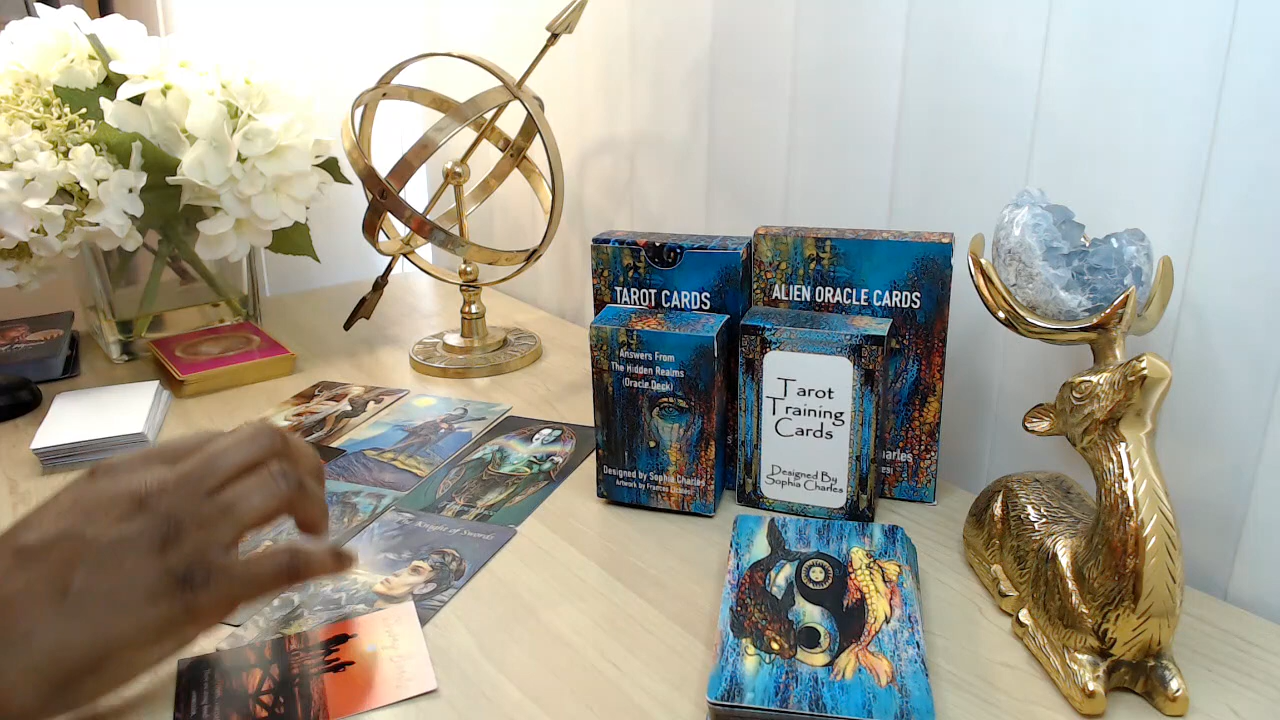 TAROT CARDS
ALIEN ORACLE CARDS
Answers From
The Hidden Realms
(Oracle Deck)
Designed by Sophia Charles
Tarot
Training
Cards
Designed By
Sophia Charles
The Knight of Swords